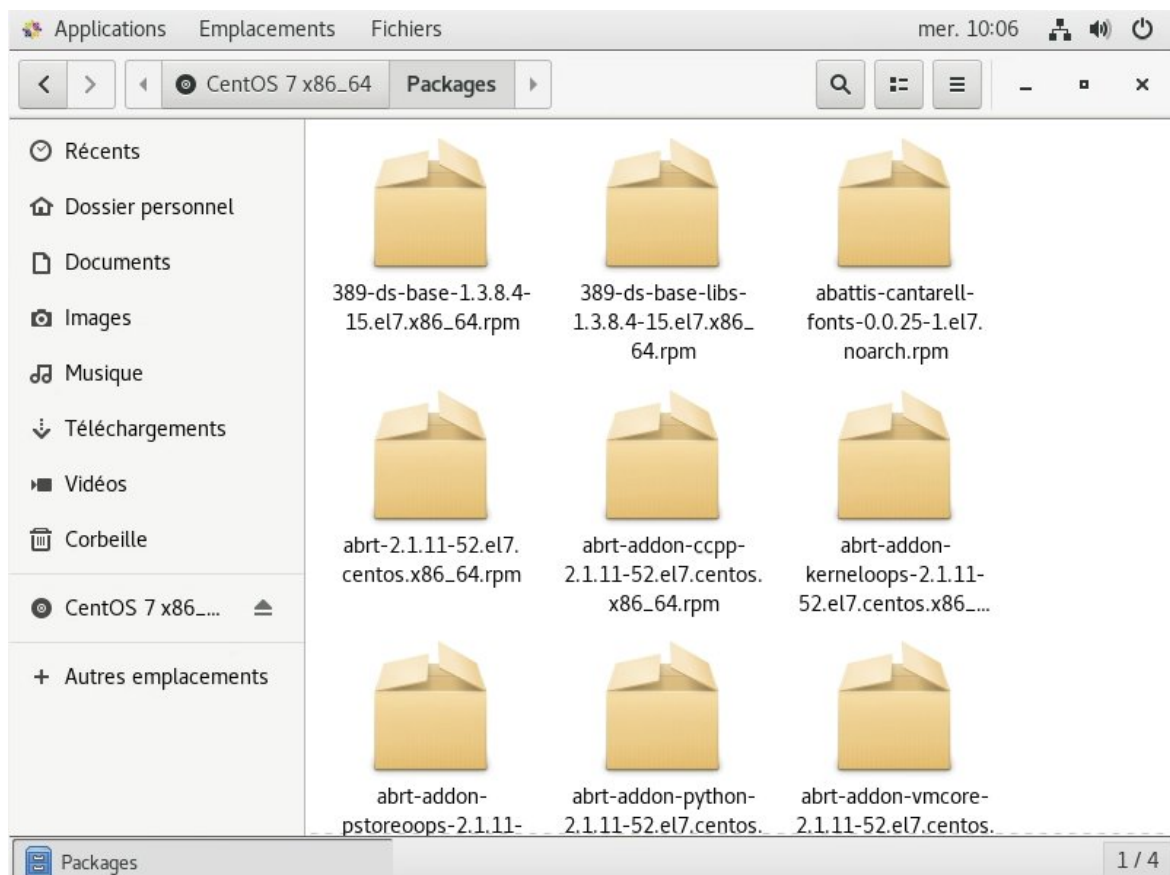 Applications Emplacements Fichiers mer. 10:06
CentOS 7 x86_64 Packages
Récents
Dossier personnel
Documents
Images
Musique
Téléchargements
Vidéos
Corbeille
CentOS 7 x86_...
Autres emplacements
389-ds-base-1.3.8.4-
15.el7.x86_64.rpm
389-ds-base-libs-
1.3.8.4-15.el7.x86_
64.rpm
abattis-cantarell-
fonts-0.0.25-1.el7.
noarch.rpm
abrt-2.1.11-52.el7.
centos.x86_64.rpm
abrt-addon-ccpp-
2.1.11-52.el7.centos.
x86_64.rpm
abrt-addon-
kerneloops-2.1.11-
52.el7.centos.x86_...
abrt-addon-
pstoreoops-2.1.11-
abrt-addon-python-
2.1.11-52.el7.centos.
abrt-addon-vmcore-
2.1.11-52.el7.centos.
Packages
1 / 4